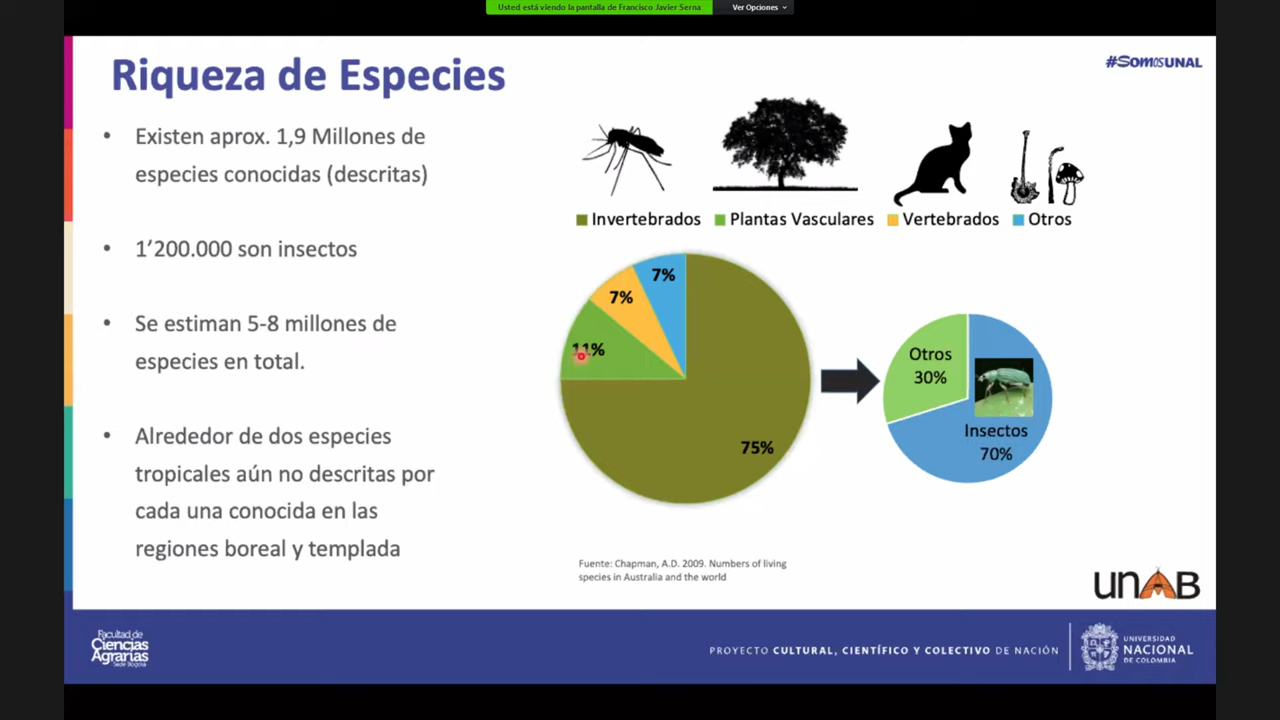 Usted está viendo la pantalla de Francisco Javier Serna
Ver Opciones
Riqueza de Especies
#SomosUNAL
• Existen aprox. 1,9 Millones de
especies conocidas (descritas)
• 1’200.000 son insectos
• Se estiman 5-8 millones de
especies en total.
• Alrededor de dos especies
tropicales aún no descritas por
cada una conocida en las
regiones boreal y templada
Invertebrados Plantas Vasculares Vertebrados Otros
7%
7%
11%
75%
Otros
30%
Insectos
70%
Fuente: Chapman, A.D. 2009. Numbers of living
species in Australia and the world
UNAB
Facultad de
Ciencias
Agrarias
Sede Bogotá
PROYECTO CULTURAL, CIENTÍFICO Y COLECTIVO DE NACIÓN
UNIVERSIDAD
NACIONAL
DE COLOMBIA